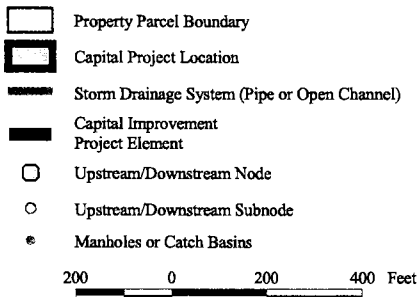 Property Parcel Boundary
Capital Project Location
Storm Drainage System (Pipe or Open Channel)
Capital Improvement
Project Element
Upstream/Downstream Node
Upstream/Downstream Subnode
Manholes or Catch Basins
200 0 200 400 Feet